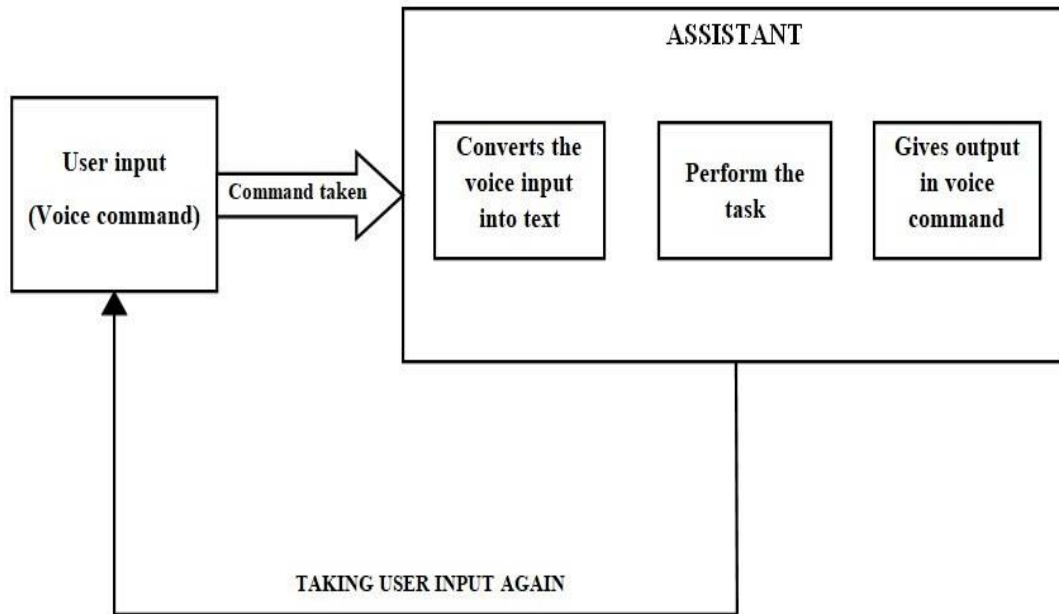 ASSISTANT
User input
(Voice command)
Command taken
Converts the
voice input
into text
Perform the
task
Gives output
in voice
command
TAKING USER INPUT AGAIN